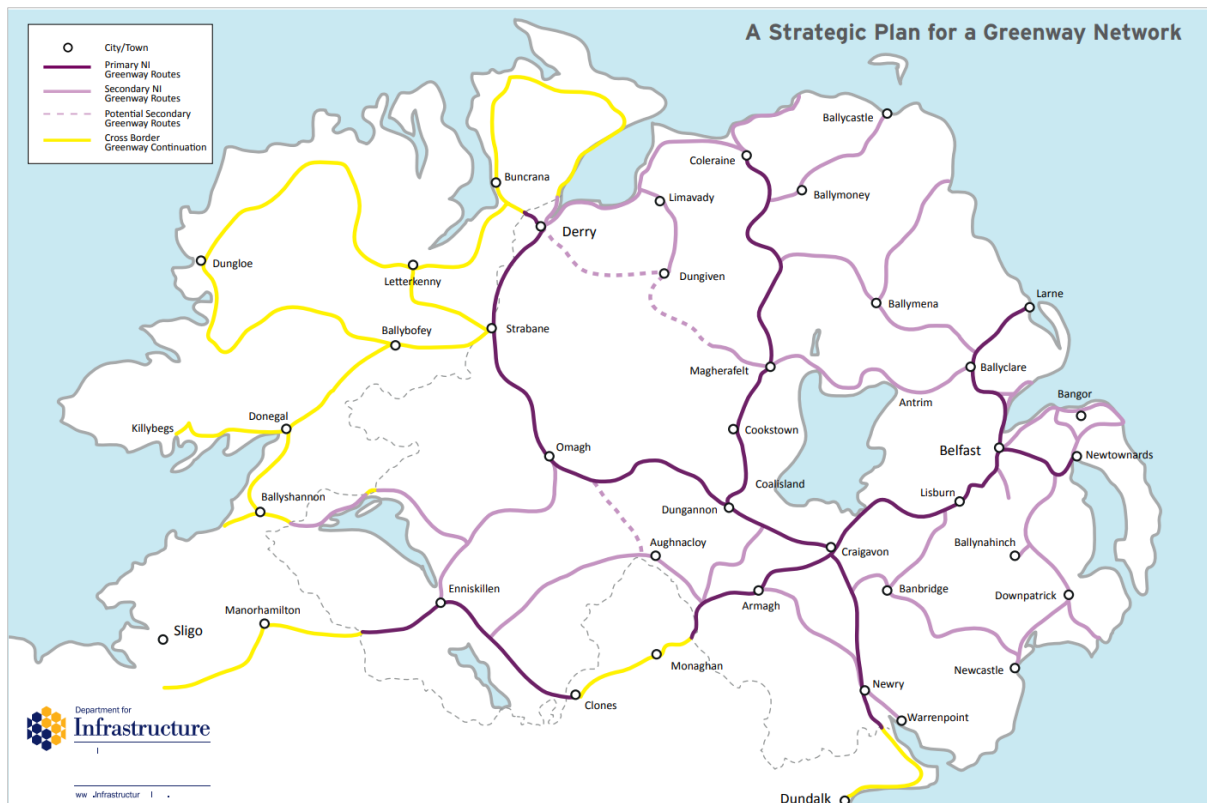 A Strategic Plan for a Greenway Network
City/Town
Primary NI
Greenway Routes
Secondary NI
Greenway Routes
Potential Secondary
Greenway Routes
Cross Border
Greenway Continuation
Ballycastle
Coleraine
Buncrana
Limavady
Ballymoney
Derry
Dungloe
Letterkenny
Dungiven
Larne
Ballymena
Strabane
Ballybofey
Magherafelt
Ballyclare
Antrim
Bangor
Killybegs
Donegal
Cookstown
Omagh
Belfast
Newtownards
Coalisland
Lisburn
Ballyshannon
Dungannon
Aughnacloy
Craigavon
Ballynahinch
Enniskillen
Armagh
Banbridge
Downpatrick
Manorhamilton
Sligo
Monaghan
Newcastle
Newry
Clones
Warrenpoint
Department for
Infrastructure
Dundalk